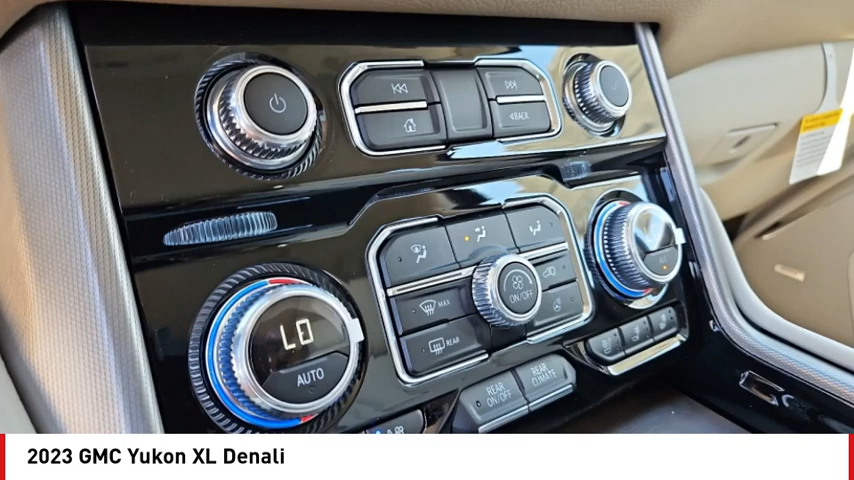 BACK
MAX
ON/OFF
REAR
LO
AUTO
A/C
REAR ON/OFF
REAR CLIMATE
2023 GMC Yukon XL Denali